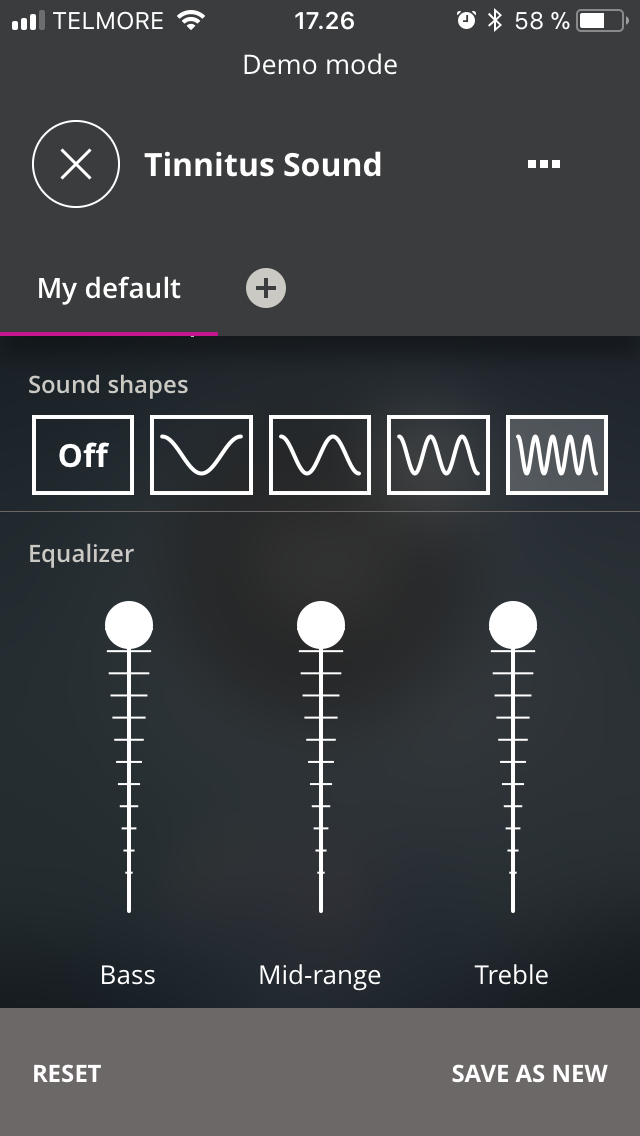 TELMORE 17.26 58 %
Demo mode
Tinnitus Sound
My default
Sound shapes
Off
Equalizer
Bass Mid-range Treble
RESET SAVE AS NEW